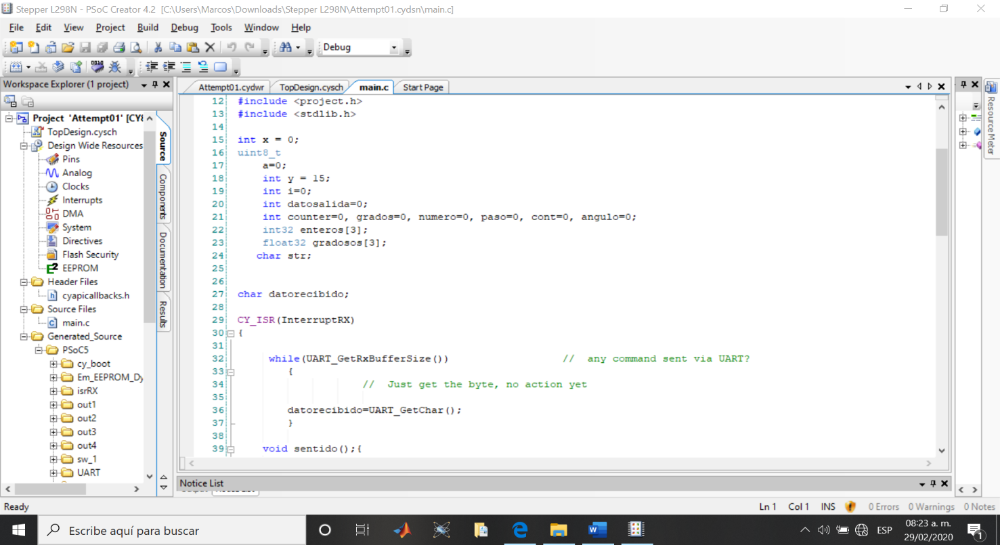 Stepper L298N - PSoC Creator 4.2 [C:\Users\Marcos\Downloads\Stepper L298N\Attempt01.cydsn\main.c]
File Edit View Project Build Debug Tools Window Help
Debug
Workspace Explorer (1 project)
Attempt01.cydwr TopDesign.cysch main.c Start Page
Project 'Attempt01' [CY8
TopDesign.cysch
Design Wide Resources
Pins
Analog
Clocks
Interrupts
DMA
System
Directives
Flash Security
EEPROM
Header Files
cyapicallbacks.h
Source Files
main.c
Generated_Source
PSoC5
cy_boot
Em_EEPROM_Dy
isrRX
out1
out2
out3
out4
sw_1
UART
Source
Components
Documentation
Results
12 #include <project.h>
13 #include <stdlib.h>
14
15 int x = 0;
16 uint8_t
17 a=0;
18 int y = 15;
19 int i=0;
20 int datosalida=0;
21 int counter=0, grados=0, numero=0, paso=0, cont=0, angulo=0;
22 int32 enteros[3];
23 float32 gradosos[3];
24 char str;
25
26
27 char datorecibido;
28
29 CY_ISR(InterruptRX)
30 {
31
32 while(UART_GetRxBufferSize()) // any command sent via UART?
33 {
34 // Just get the byte, no action yet
35
36 datorecibido=UART_GetChar();
37 }
38
39 void sentido();{
Resource Meter
Notice List
Ready
Ln 1 Col 1 INS 0 Errors 0 Warnings 0 Notes
Escribe aquí para buscar
ESP
08:23 a. m.
29/02/2020
1